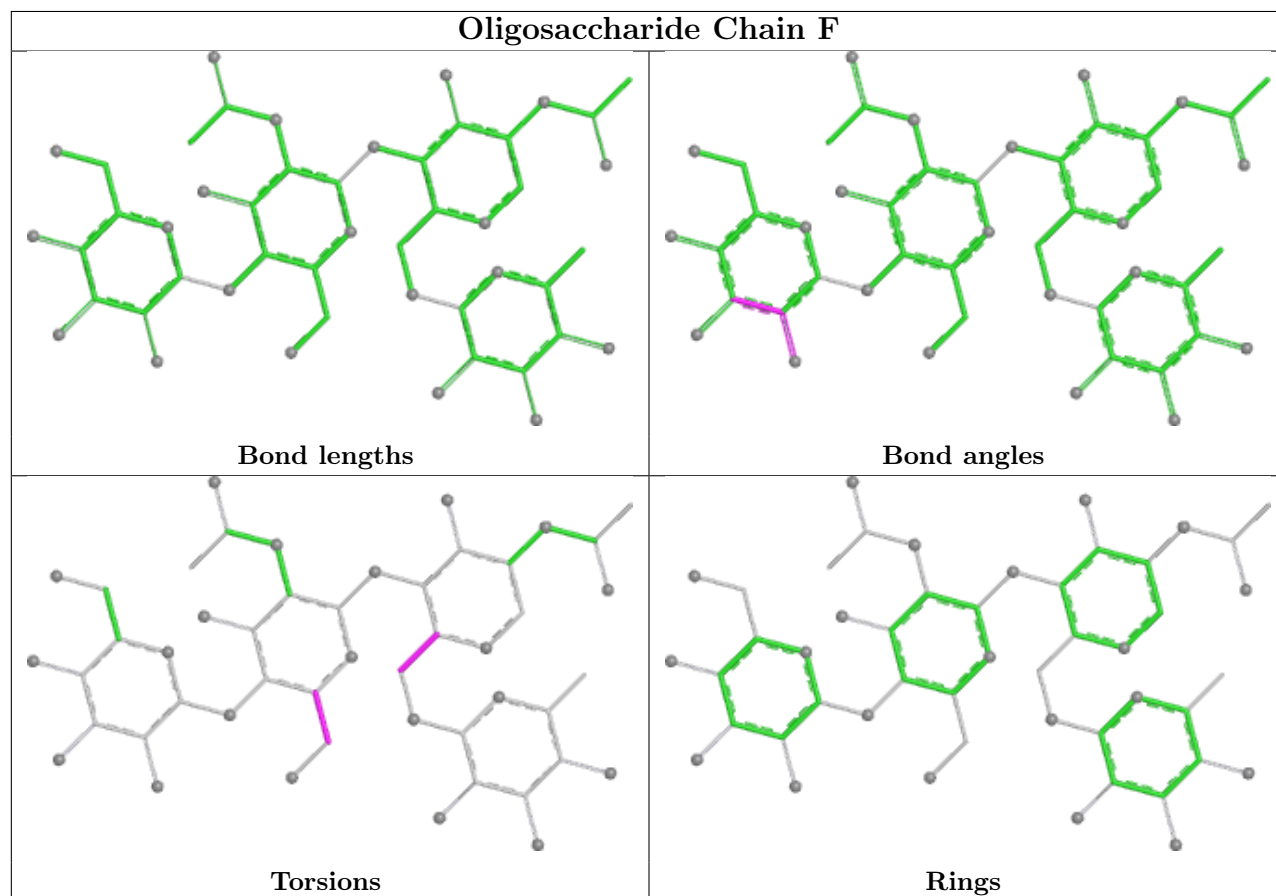 Oligosaccharide Chain F
Bond lengths
Bond angles
Torsions
Rings